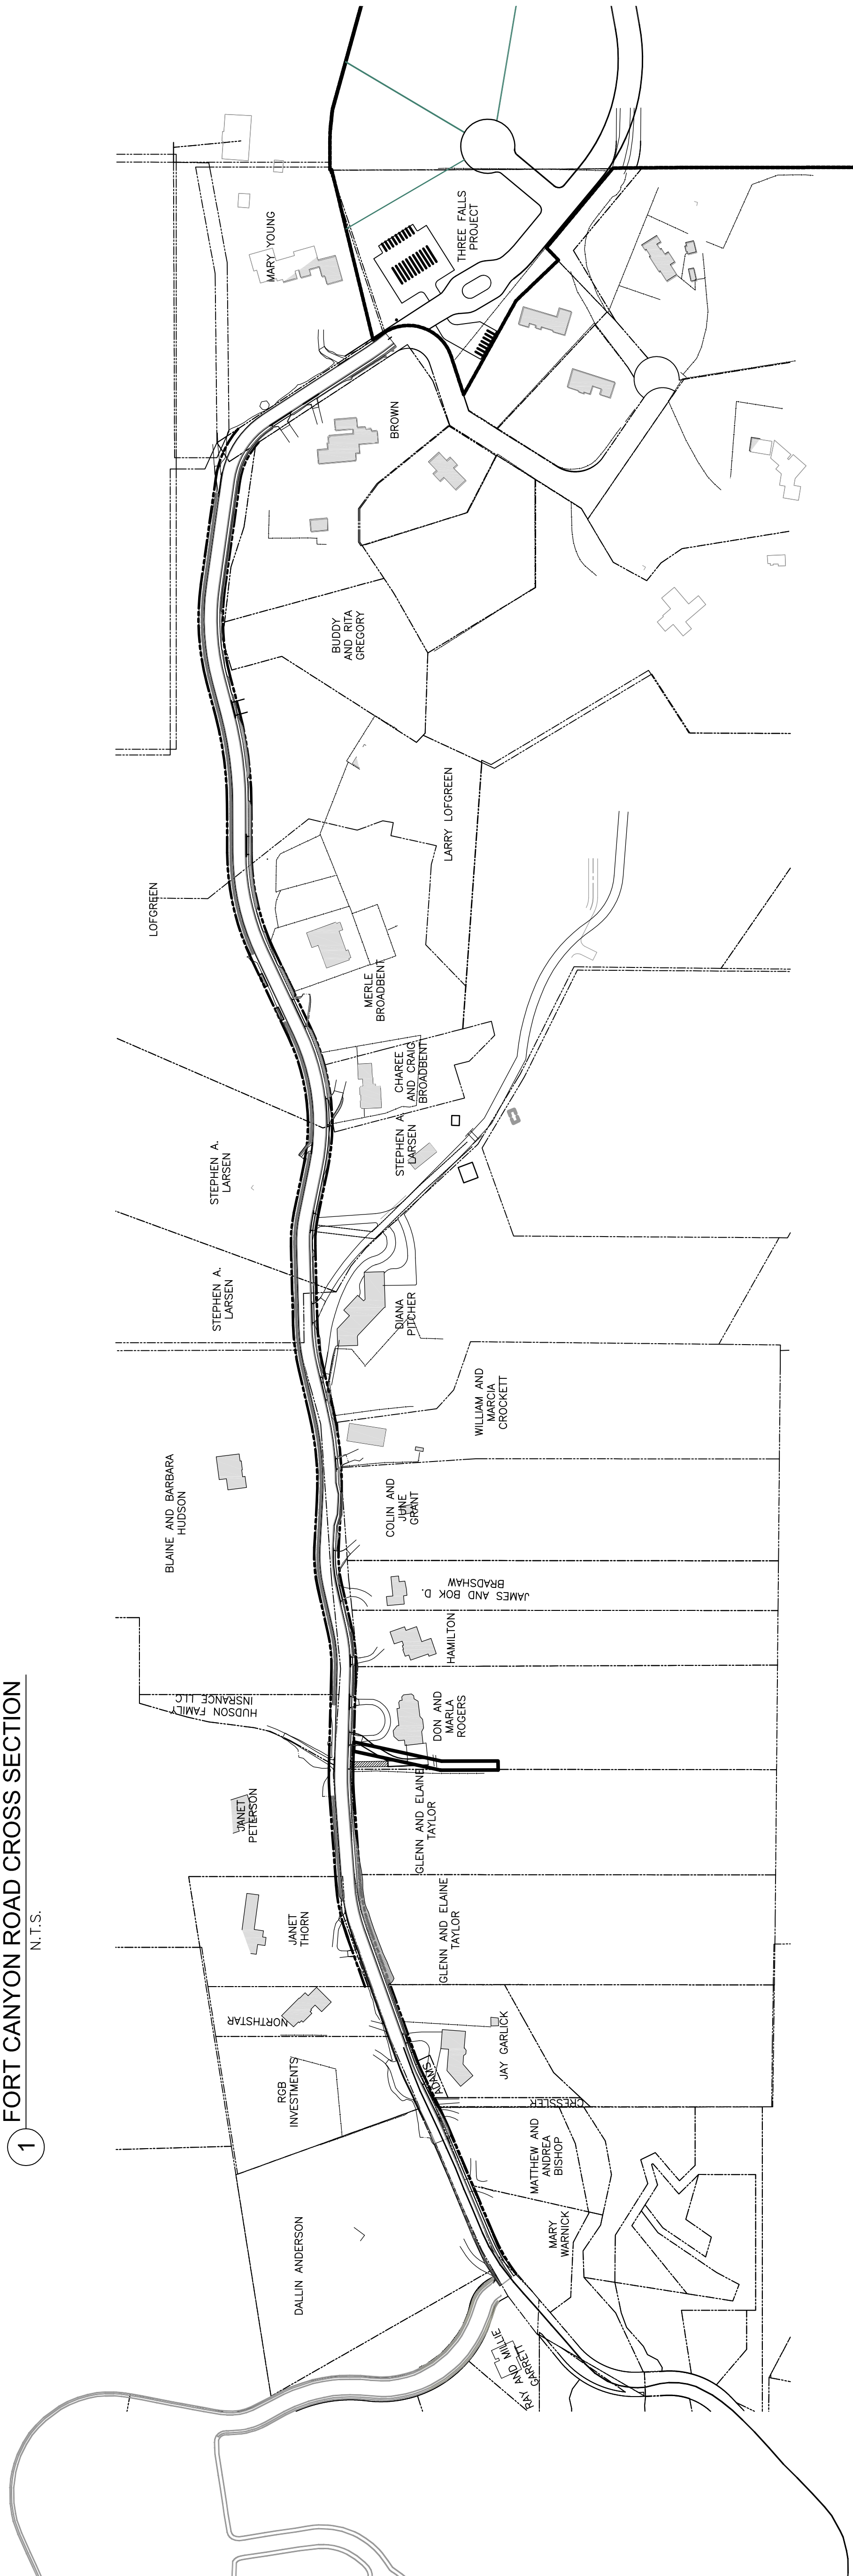 1
FORT CANYON ROAD CROSS SECTION
N.T.S.
MARY YOUNG
THREE FALLS
PROJECT
BROWN
BUDDY
AND RITA
GREGORY
LARRY LOFGREEN
LOFGREEN
MERLE
BROADBENT
CHAREE
AND CRAIG
BROADBENT
STEPHEN A.
LARSEN
STEPHEN A.
LARSEN
STEPHEN A.
LARSEN
DIANA
PITCHER
WILLIAM AND
MARCIA
CROCKETT
BLAINE AND BARBARA
HUDSON
COLIN AND
JUNE
GRANT
JAMES AND BOK D.
BRADSHAW
HAMILTON
HUDSON FAMILY
INSRANCE LLC
DON AND
MARLA
ROGERS
JANET
PETERSON
GLENN AND ELAINE
TAYLOR
JANET
THORN
GLENN AND ELAINE
TAYLOR
NORTHSTAR
RGB
INVESTMENTS
ADAMS
JAY GARLICK
CRESSLER
MATTHEW AND
ANDREA
BISHOP
DALLIN ANDERSON
MARY
WARNICK
RAY AND MILLIE
GARRETT